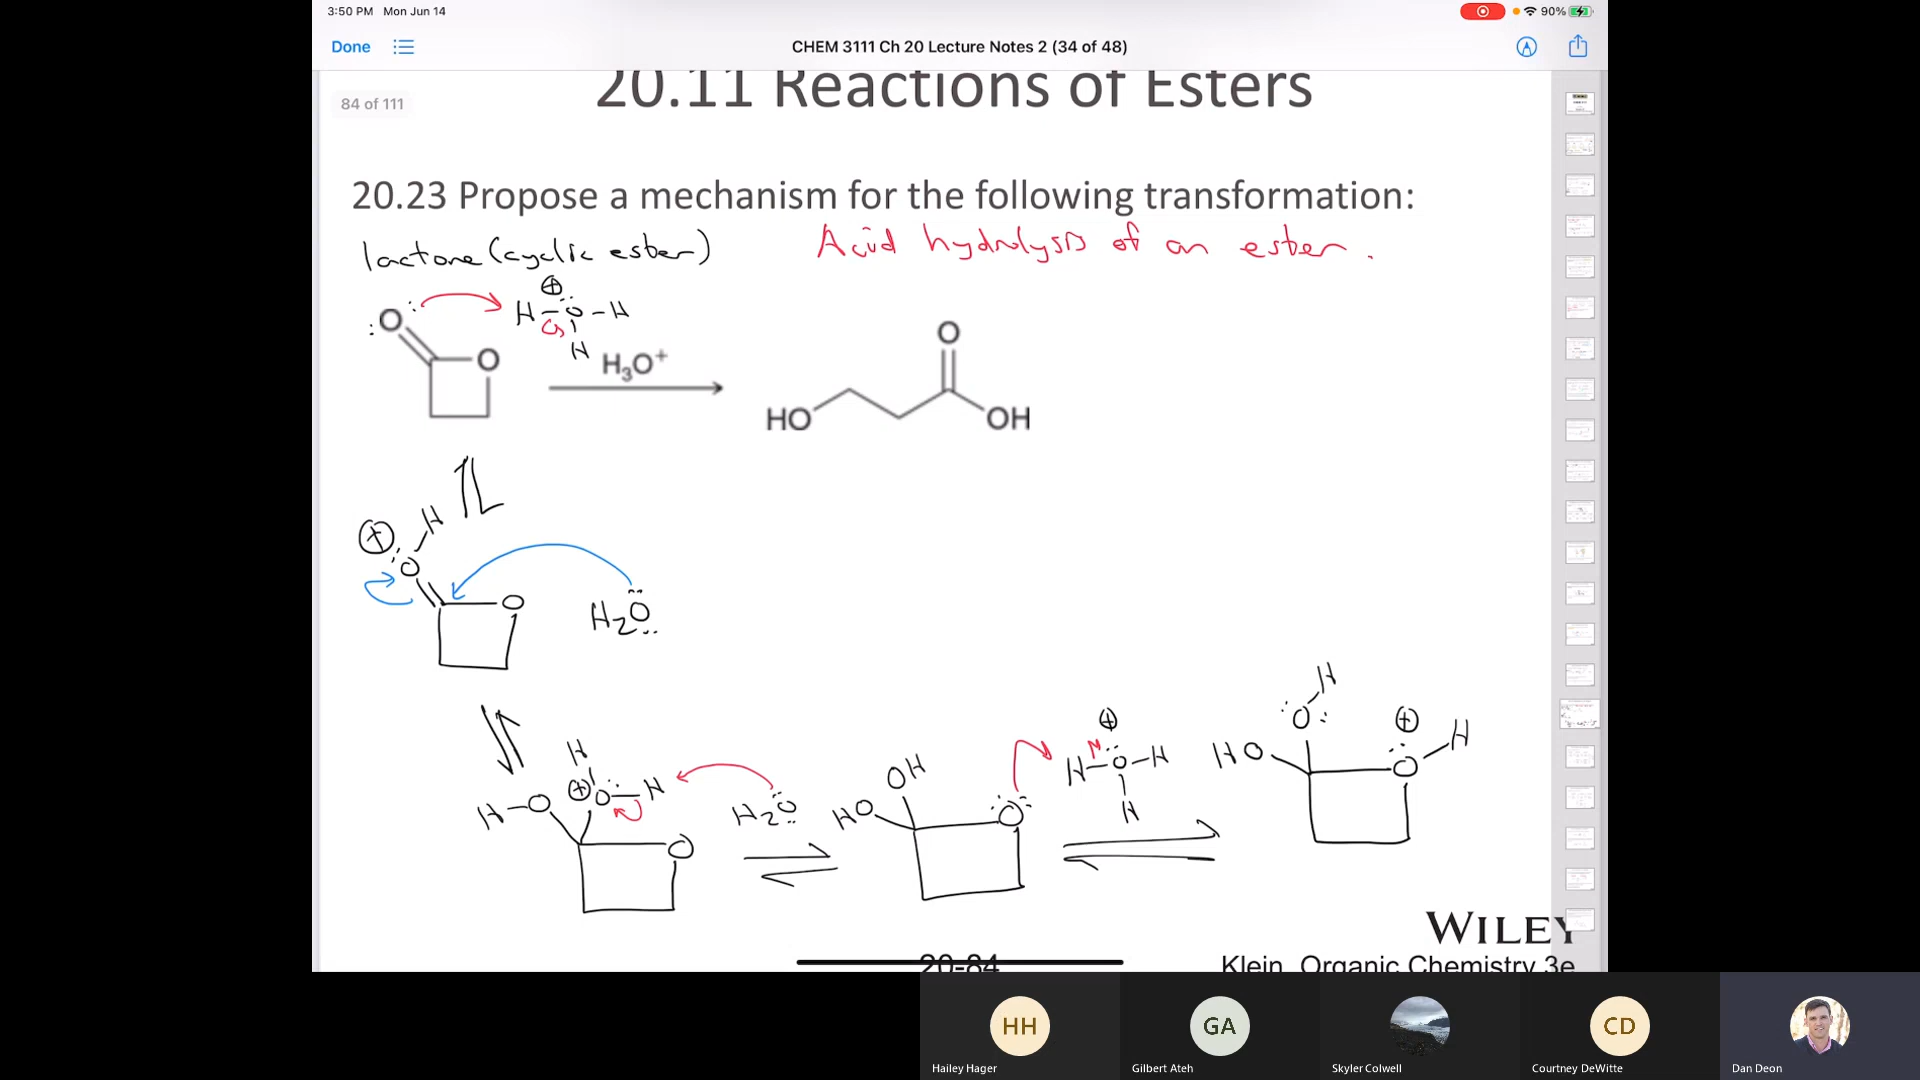 3:50 PM Mon Jun 14
90%
Done
CHEM 3111 Ch 20 Lecture Notes 2 (34 of 48)
84 of 111
20.11 Reactions of Esters
20.23 Propose a mechanism for the following transformation:
lactone (cyclic ester)
Acid hydrolysis of an ester.
⊕
:O:
H-O-H
H
O
H₃O⁺
O
HO
OH
⊕
H
O
O
H₂O
H
H-O
⊕O-H
O
H₂O
OH
HO
O
⊕
H-O-H
H
H
O
HO
⊕
O
H
WILEY
20-84
Klein, Organic Chemistry 3e
HH
GA
CD
Hailey Hager
Gilbert Ateh
Skyler Colwell
Courtney DeWitte
Dan Deon